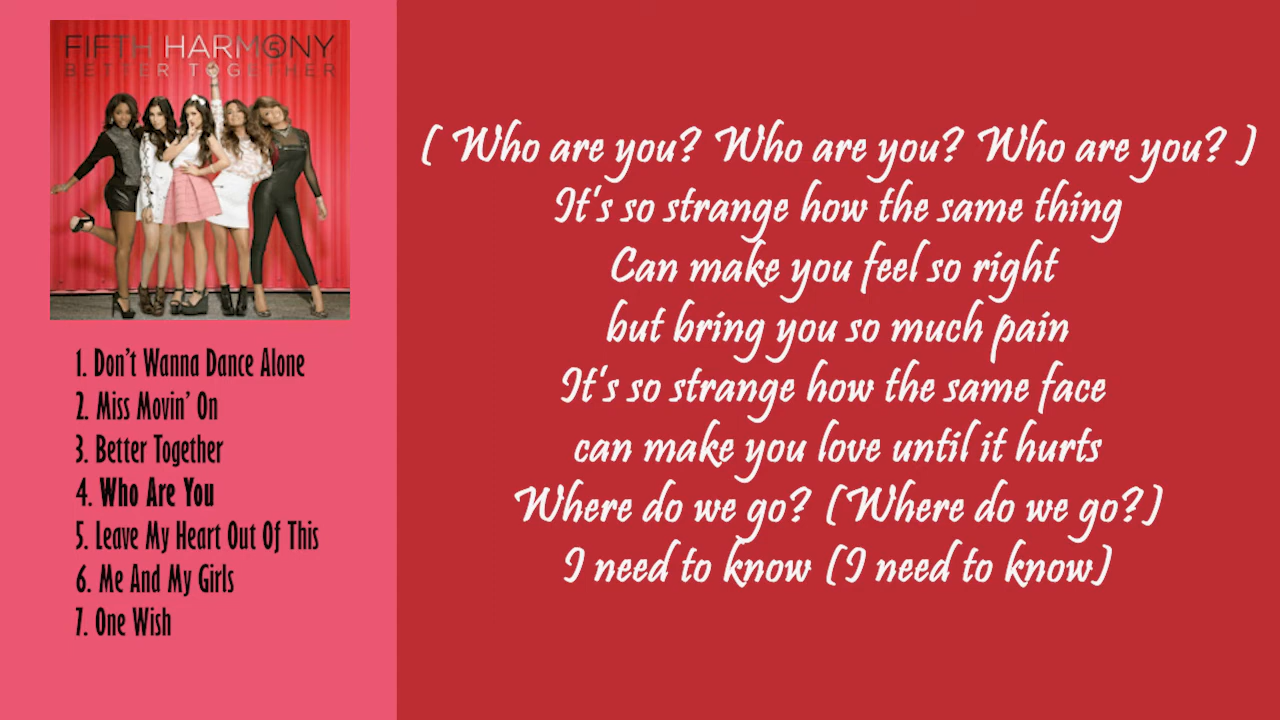 FIFTH HARMONY
BETTER TOGETHER
1. Don't Wanna Dance Alone
2. Miss Movin' On
3. Better Together
4. Who Are You
5. Leave My Heart Out Of This
6. Me And My Girls
7. One Wish
( Who are you? Who are you? Who are you? )
It's so strange how the same thing
Can make you feel so right
but bring you so much pain
It's so strange how the same face
can make you love until it hurts
Where do we go? (Where do we go?)
I need to know (I need to know)